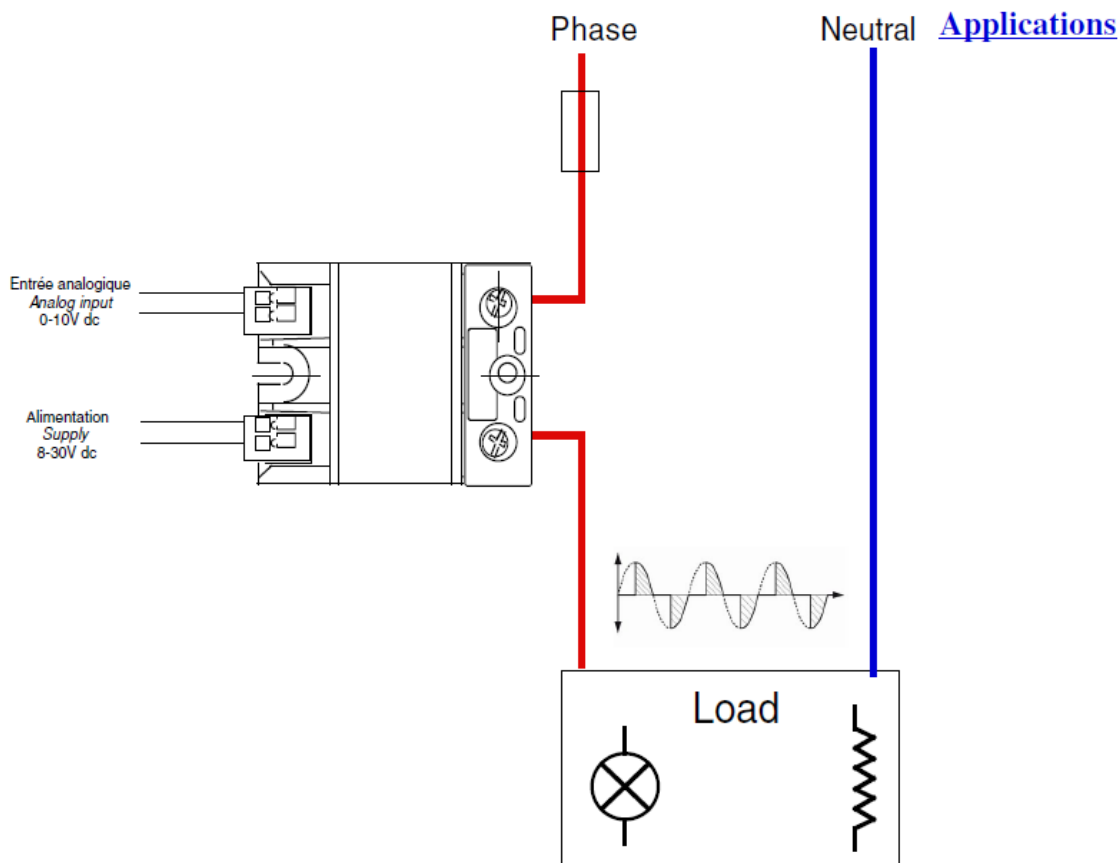 Phase
Neutral
Applications
Entrée analogique
Analog input
0-10V dc
Alimentation
Supply
8-30V dc
Load